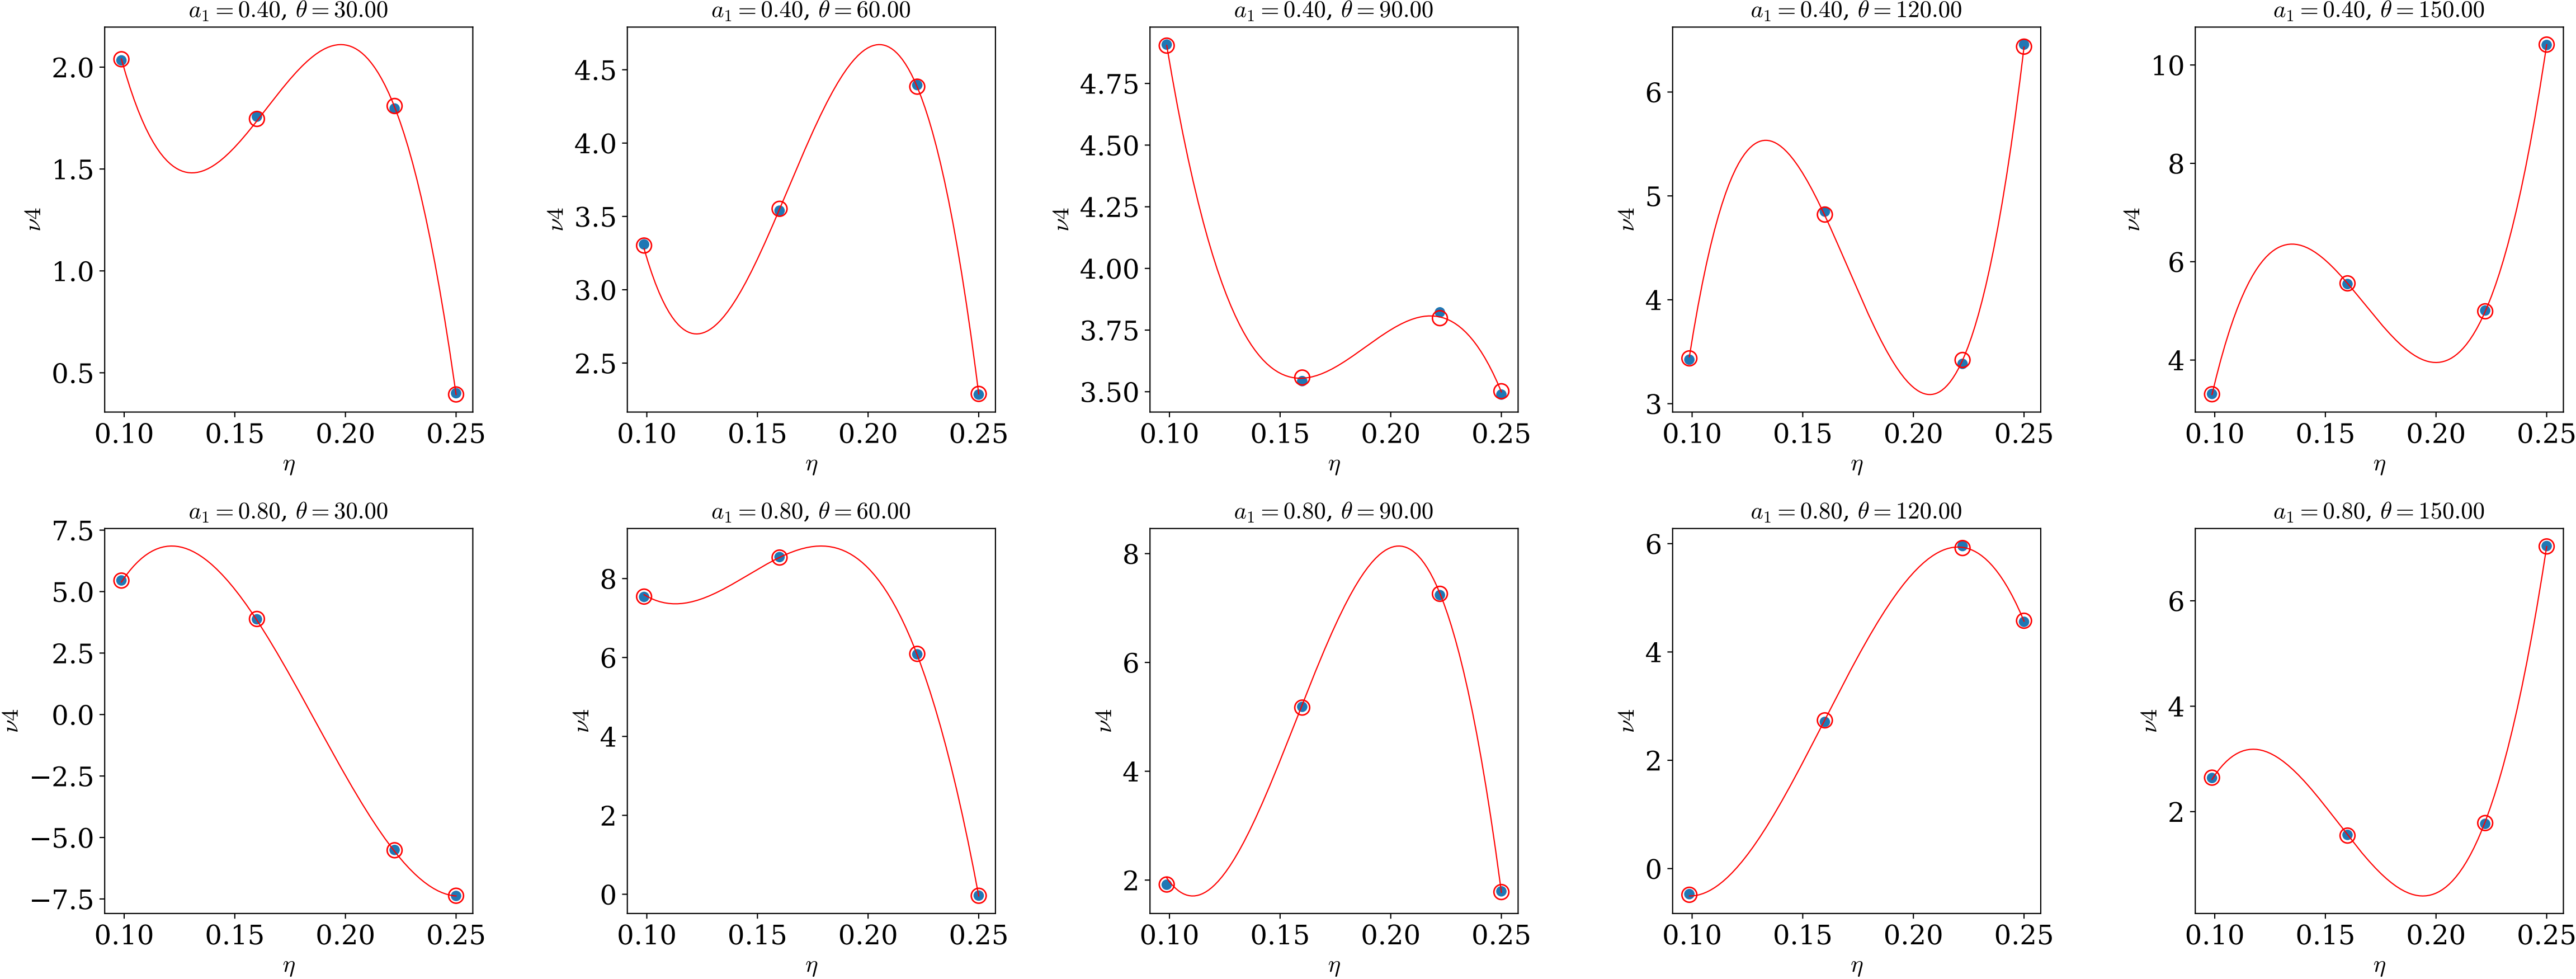 a₁ = 0.40, θ = 30.00
2.0
1.5
1.0
0.5
ν4
0.10 0.15 0.20 0.25
η
a₁ = 0.40, θ = 60.00
4.5
4.0
3.5
3.0
2.5
ν4
0.10 0.15 0.20 0.25
η
a₁ = 0.40, θ = 90.00
4.75
4.50
4.25
4.00
3.75
3.50
ν4
0.10 0.15 0.20 0.25
η
a₁ = 0.40, θ = 120.00
6
5
4
3
ν4
0.10 0.15 0.20 0.25
η
a₁ = 0.40, θ = 150.00
10
8
6
4
ν4
0.10 0.15 0.20 0.25
η
a₁ = 0.80, θ = 30.00
7.5
5.0
2.5
0.0
−2.5
−5.0
−7.5
ν4
0.10 0.15 0.20 0.25
η
a₁ = 0.80, θ = 60.00
8
6
4
2
0
ν4
0.10 0.15 0.20 0.25
η
a₁ = 0.80, θ = 90.00
8
6
4
2
ν4
0.10 0.15 0.20 0.25
η
a₁ = 0.80, θ = 120.00
6
4
2
0
ν4
0.10 0.15 0.20 0.25
η
a₁ = 0.80, θ = 150.00
6
4
2
ν4
0.10 0.15 0.20 0.25
η